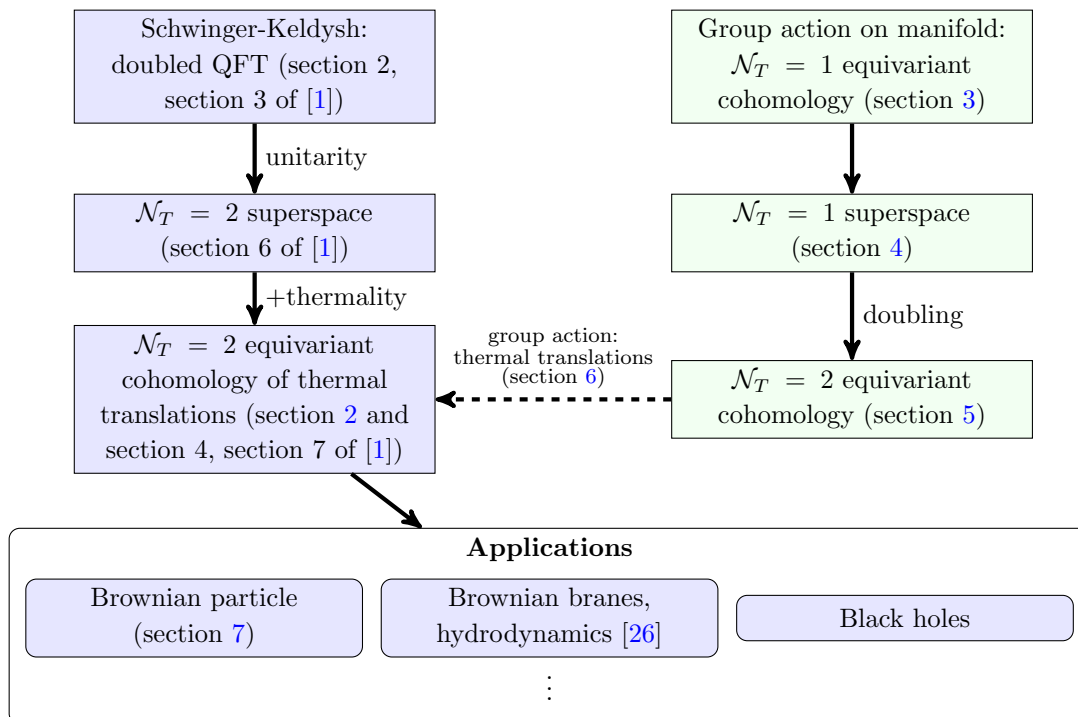 Schwinger-Keldysh:
doubled QFT (section 2,
section 3 of [1])
unitarity
𝒩_T = 2 superspace
(section 6 of [1])
+thermality
𝒩_T = 2 equivariant
cohomology of thermal
translations (section 2 and
section 4, section 7 of [1])
Group action on manifold:
𝒩_T = 1 equivariant
cohomology (section 3)
𝒩_T = 1 superspace
(section 4)
doubling
𝒩_T = 2 equivariant
cohomology (section 5)
group action:
thermal translations
(section 6)
Applications
Brownian particle
(section 7)
Brownian branes,
hydrodynamics [26]
Black holes
⋮